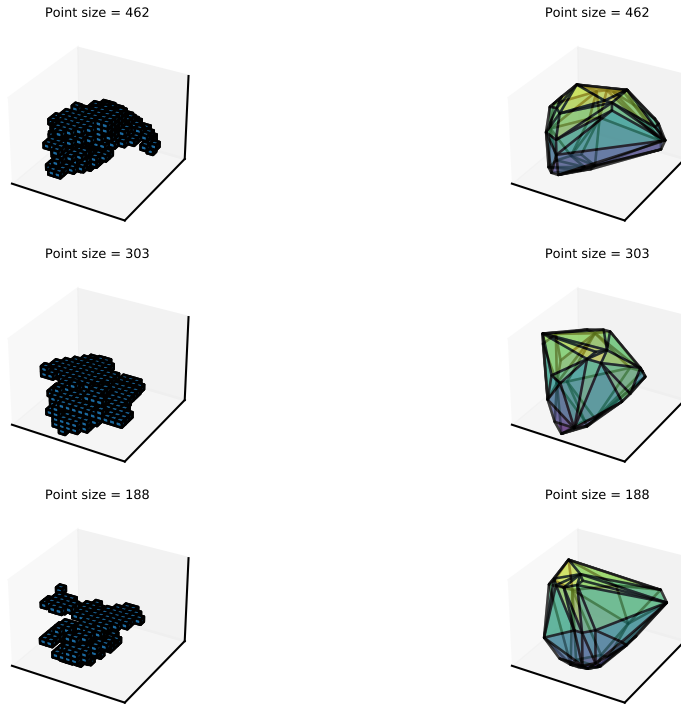 Point size = 462
Point size = 462
Point size = 303
Point size = 303
Point size = 188
Point size = 188